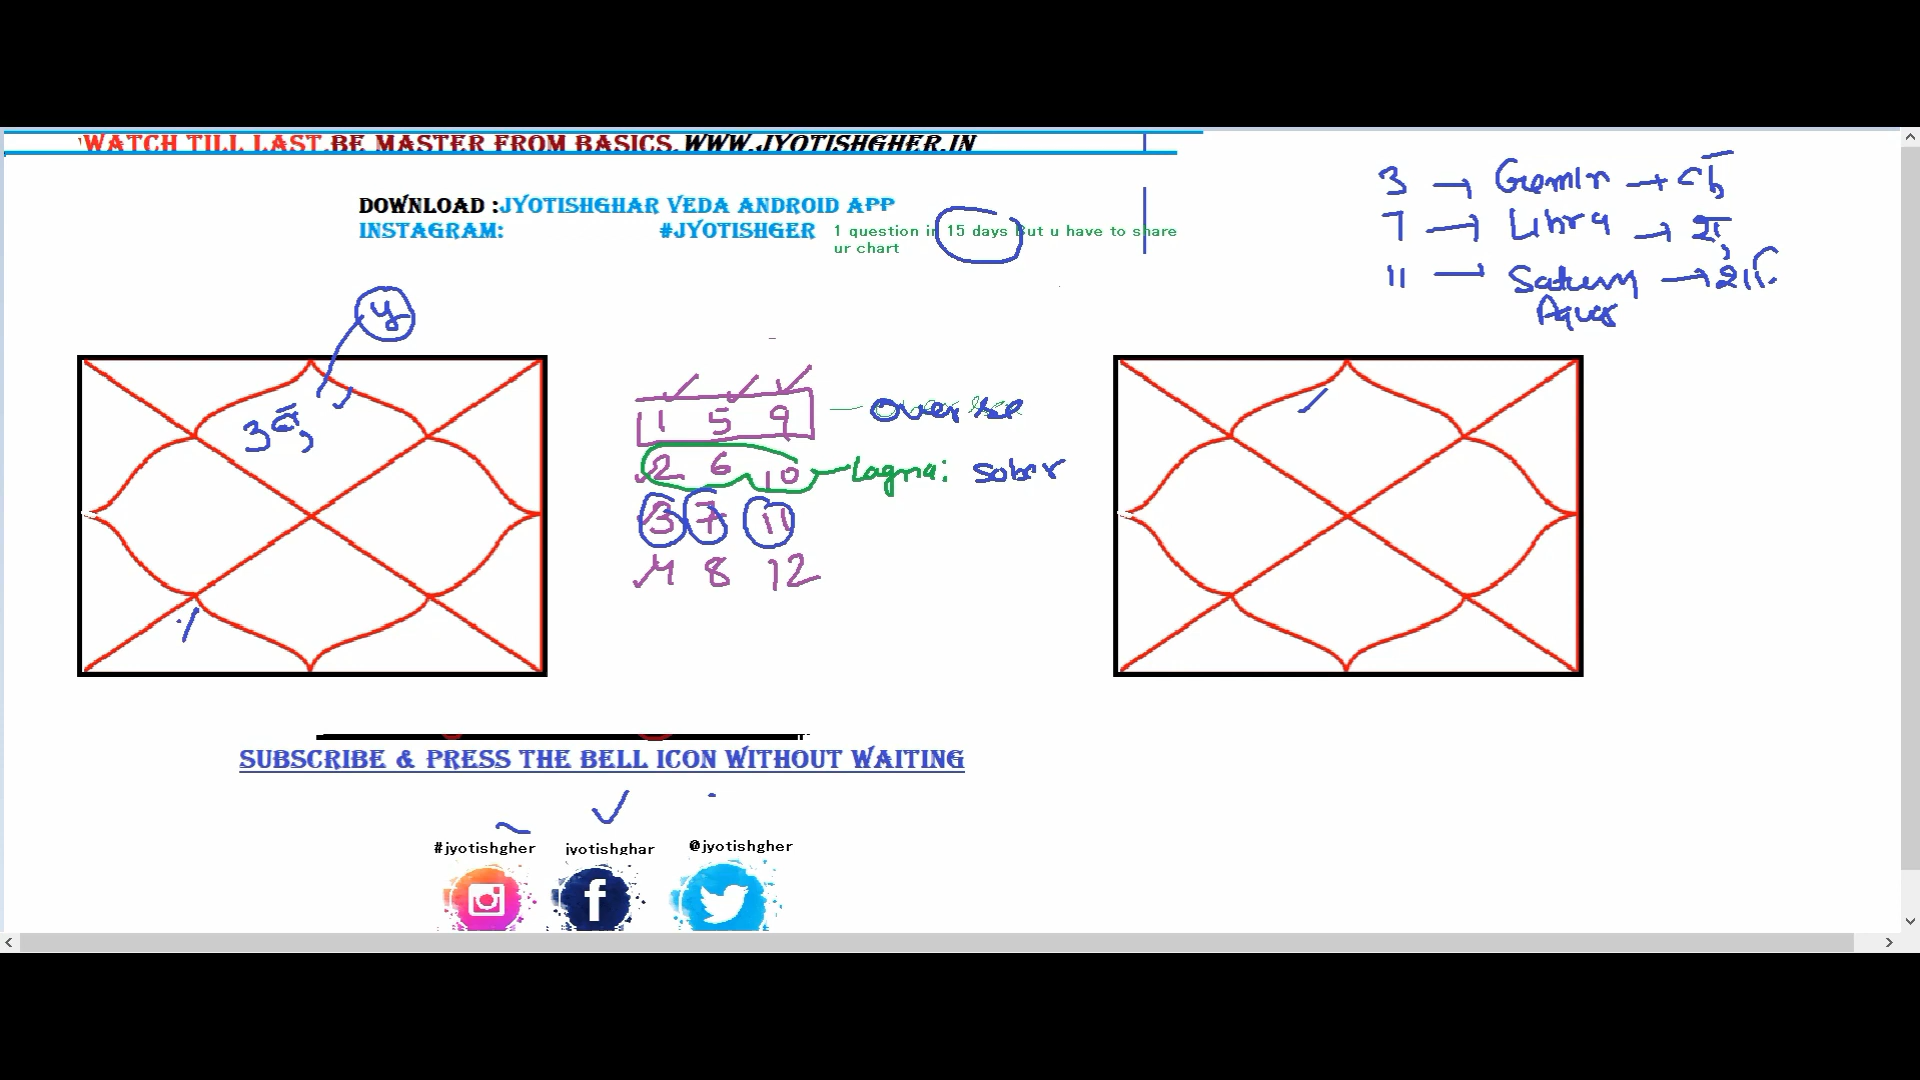 WATCH TILL LAST.BE MASTER FROM BASICS.WWW.JYOTISHGHER.IN
DOWNLOAD :JYOTISHGHAR VEDA ANDROID APP
INSTAGRAM: #JYOTISHGER
1 question in 15 days But u have to share
ur chart
3 → Gemin →
7 → Libra →
11 → Saturn →
Aquar
y
3
1 5 9
2 6 10 Lagna: sober
3 7 11
4 8 12
SUBSCRIBE & PRESS THE BELL ICON WITHOUT WAITING
#jyotishgher jyotishghar @jyotishgher